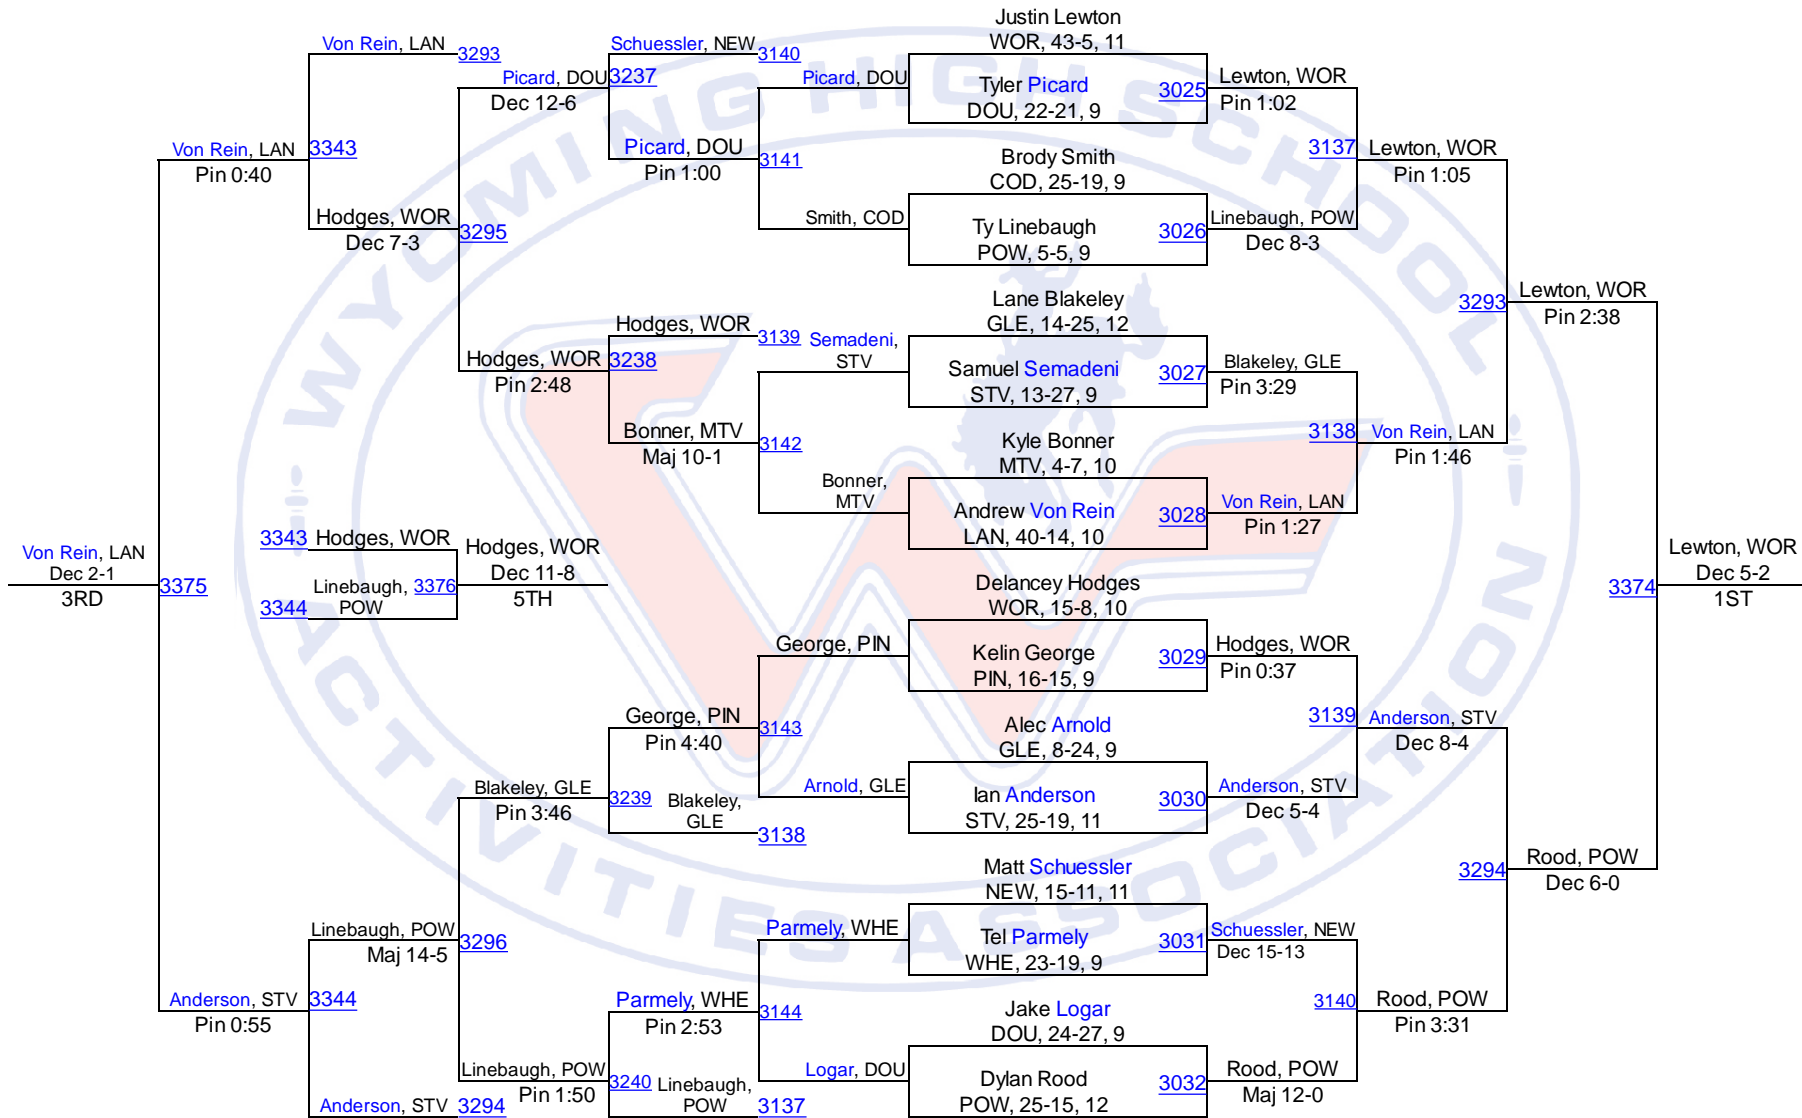 Justin Lewton
WOR, 43-5, 11
Von Rein, LAN
3293
Schuessler, NEW
3140
Picard, DOU
3237
Dec 12-6
Picard, DOU
Tyler Picard
DOU, 22-21, 9
3025
Lewton, WOR
Pin 1:02
Von Rein, LAN
Pin 0:40
3343
Picard, DOU
Pin 1:00
3141
Brody Smith
COD, 25-19, 9
3137
Lewton, WOR
Pin 1:05
Hodges, WOR
Dec 7-3
3295
Smith, COD
Ty Linebaugh
POW, 5-5, 9
3026
Linebaugh, POW
Dec 8-3
Lane Blakeley
GLE, 14-25, 12
3293
Lewton, WOR
Pin 2:38
Hodges, WOR
3139
Semadeni,
STV
Hodges, WOR
Pin 2:48
3238
Samuel Semadeni
STV, 13-27, 9
3027
Blakeley, GLE
Pin 3:29
Bonner, MTV
Maj 10-1
3142
Kyle Bonner
MTV, 4-7, 10
3138
Von Rein, LAN
Pin 1:46
Bonner,
MTV
Andrew Von Rein
LAN, 40-14, 10
3028
Von Rein, LAN
Pin 1:27
3343
Hodges, WOR
Hodges, WOR
Dec 11-8
5TH
Linebaugh,
POW
3376
3344
Von Rein, LAN
Dec 2-1
3RD
3375
Delancey Hodges
WOR, 15-8, 10
3374
Lewton, WOR
Dec 5-2
1ST
George, PIN
Kelin George
PIN, 16-15, 9
3029
Hodges, WOR
Pin 0:37
George, PIN
Pin 4:40
3143
Alec Arnold
GLE, 8-24, 9
3139
Anderson, STV
Dec 8-4
Blakeley, GLE
Pin 3:46
3239
Blakeley,
GLE
3138
Arnold, GLE
Ian Anderson
STV, 25-19, 11
3030
Anderson, STV
Dec 5-4
Matt Schuessler
NEW, 15-11, 11
3294
Rood, POW
Dec 6-0
Linebaugh, POW
Maj 14-5
3296
Parmely, WHE
Tel Parmely
WHE, 23-19, 9
3031
Schuessler, NEW
Dec 15-13
Anderson, STV
Pin 0:55
3344
Parmely, WHE
Pin 2:53
3144
Jake Logar
DOU, 24-27, 9
3140
Rood, POW
Pin 3:31
Linebaugh, POW
Pin 1:50
3240
Linebaugh,
POW
3137
Logar, DOU
Dylan Rood
POW, 25-15, 12
3032
Rood, POW
Maj 12-0
Anderson, STV
3294
WYOMING HIGH SCHOOL
ACTIVITIES ASSOCIATION